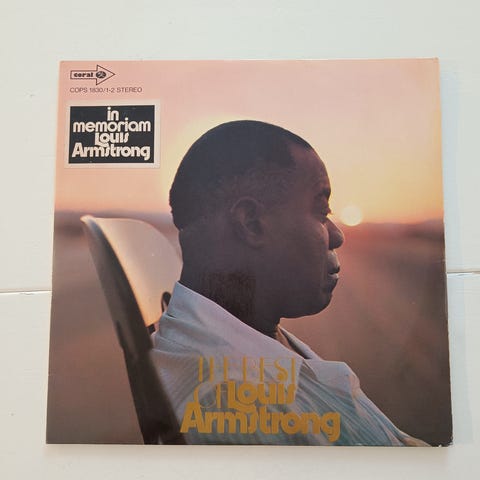 coral
COPS 1830/1-2 STEREO
in
memoriam
Louis
Armstrong
THE BEST
OF Louis
Armstrong